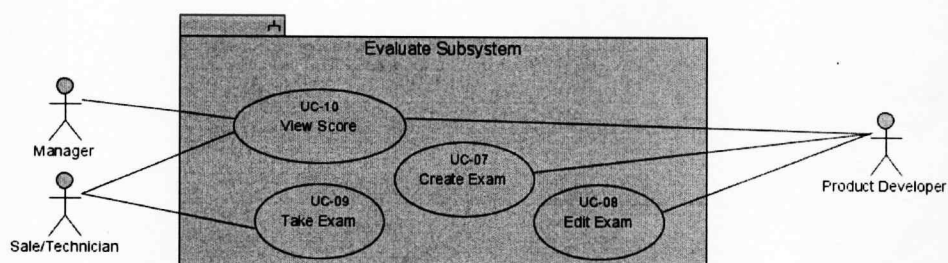 Evaluate Subsystem
UC-10
View Score
Manager
UC-07
Create Exam
Product Developer
UC-09
Take Exam
UC-08
Edit Exam
Sale/Technician